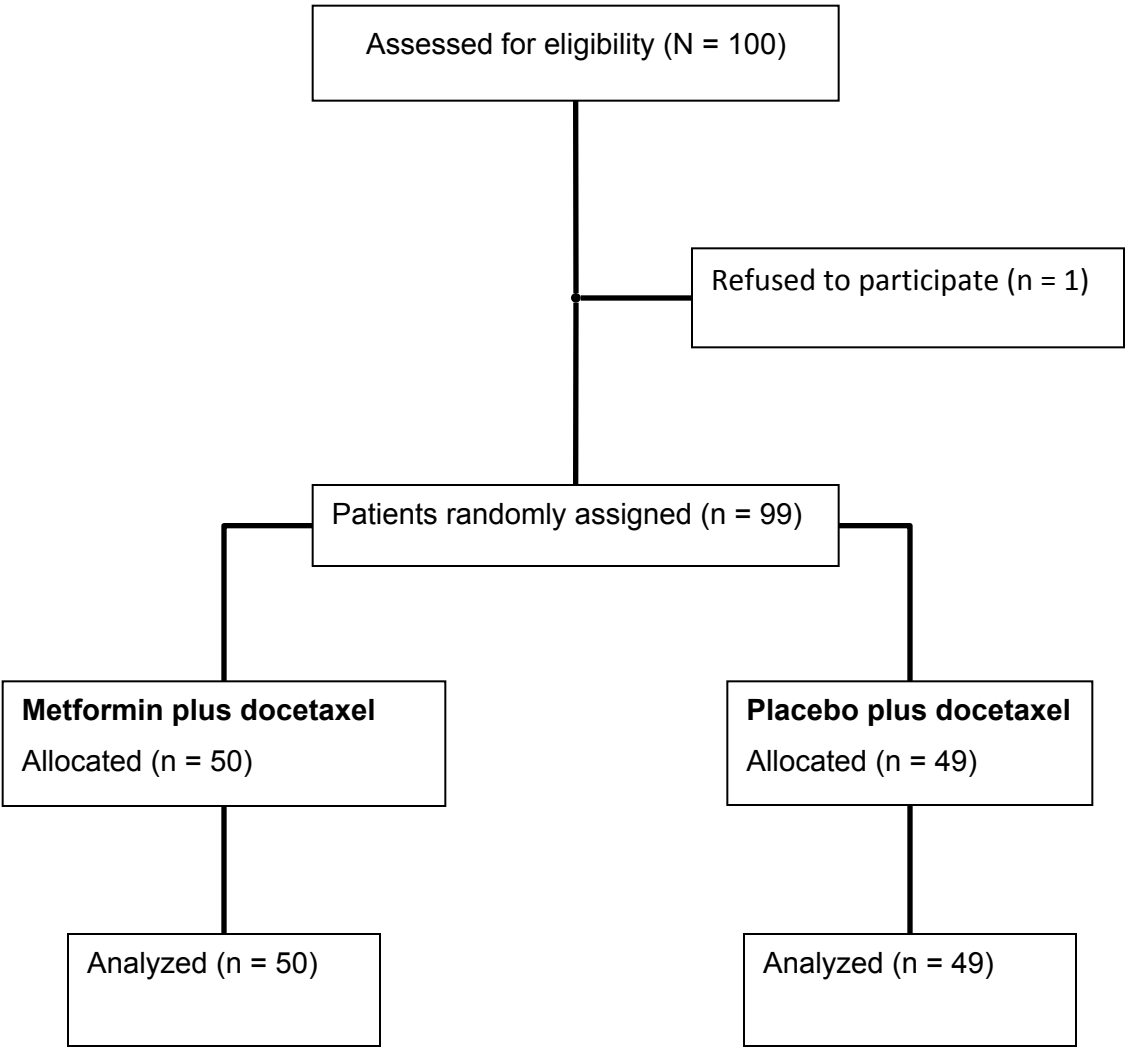 Assessed for eligibility (N = 100)
Refused to participate (n = 1)
Patients randomly assigned (n = 99)
Metformin plus docetaxel
Allocated (n = 50)
Placebo plus docetaxel
Allocated (n = 49)
Analyzed (n = 50)
Analyzed (n = 49)